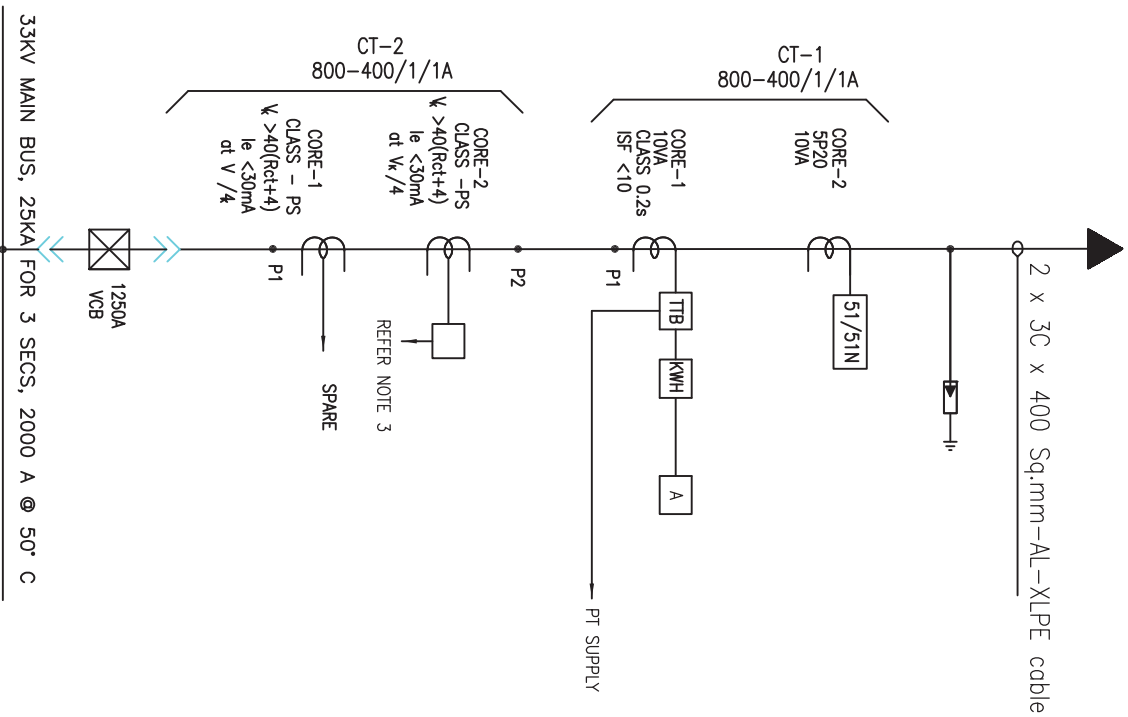 CT-2
800-400/1/1A
CT-1
800-400/1/1A
CORE-1
CLASS - PS
Vk >40(Rct+4)
Ie <30mA
at V /4
k
CORE-2
CLASS -PS
Vk >40(Rct+4)
Ie <30mA
at Vk/4
CORE-1
10VA
CLASS 0.2s
ISF <10
CORE-2
5P20
10VA
P1
P2
P1
1250A
VCB
SPARE
REFER NOTE 3
TTB
KWH
A
PT SUPPLY
51/51N
2 x 3C x 400 Sq.mm-AL-XLPE cable
33KV MAIN BUS, 25KA FOR 3 SECS, 2000 A @ 50° C